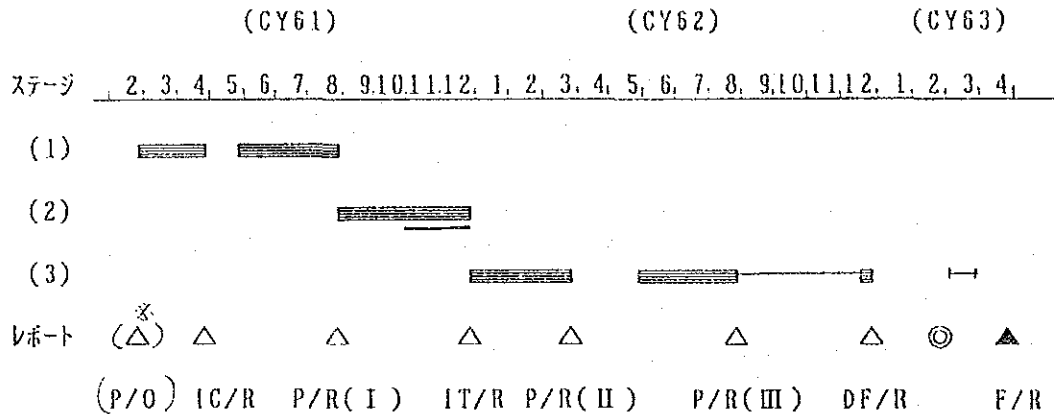 (CY61) (CY62) (CY63)
ステージ 2, 3, 4, 5, 6, 7, 8, 9, 10, 11, 12, 1, 2, 3, 4, 5, 6, 7, 8, 9, 10, 11, 12, 1, 2, 3, 4,
(1)
(2)
(3)
※
レポート (△) △ △ △ △ △ △ ◎ ▲
(P/O) IC/R P/R(I) IT/R P/R(II) P/R(III) DF/R F/R